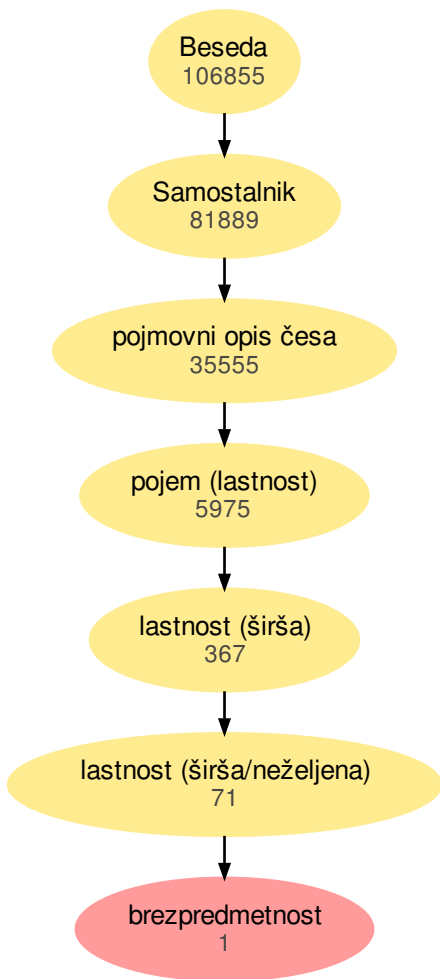 Beseda
106855
Samostalnik
81889
pojmovni opis česa
35555
pojem (lastnost)
5975
lastnost (širša)
367
lastnost (širša/neželjena)
71
brezpredmetnost
1